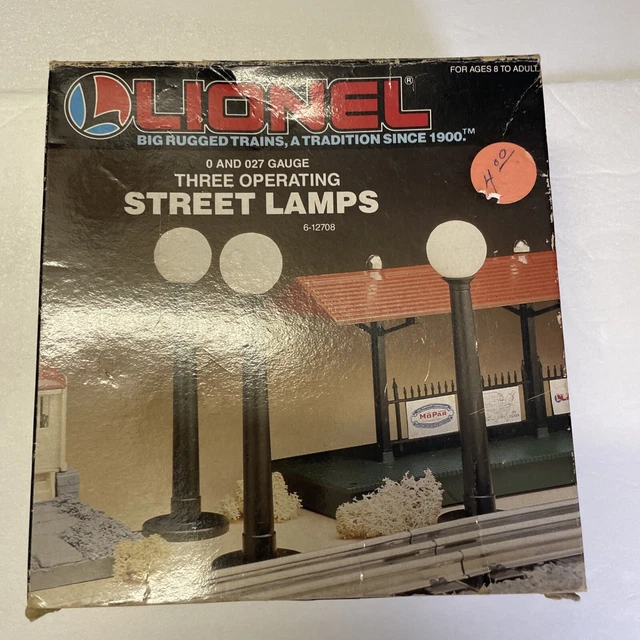 FOR AGES 8 TO ADULT
LIONEL®
BIG RUGGED TRAINS, A TRADITION SINCE 1900.™
0 AND 027 GAUGE
THREE OPERATING
STREET LAMPS
6-12708
4.00
MOPAR